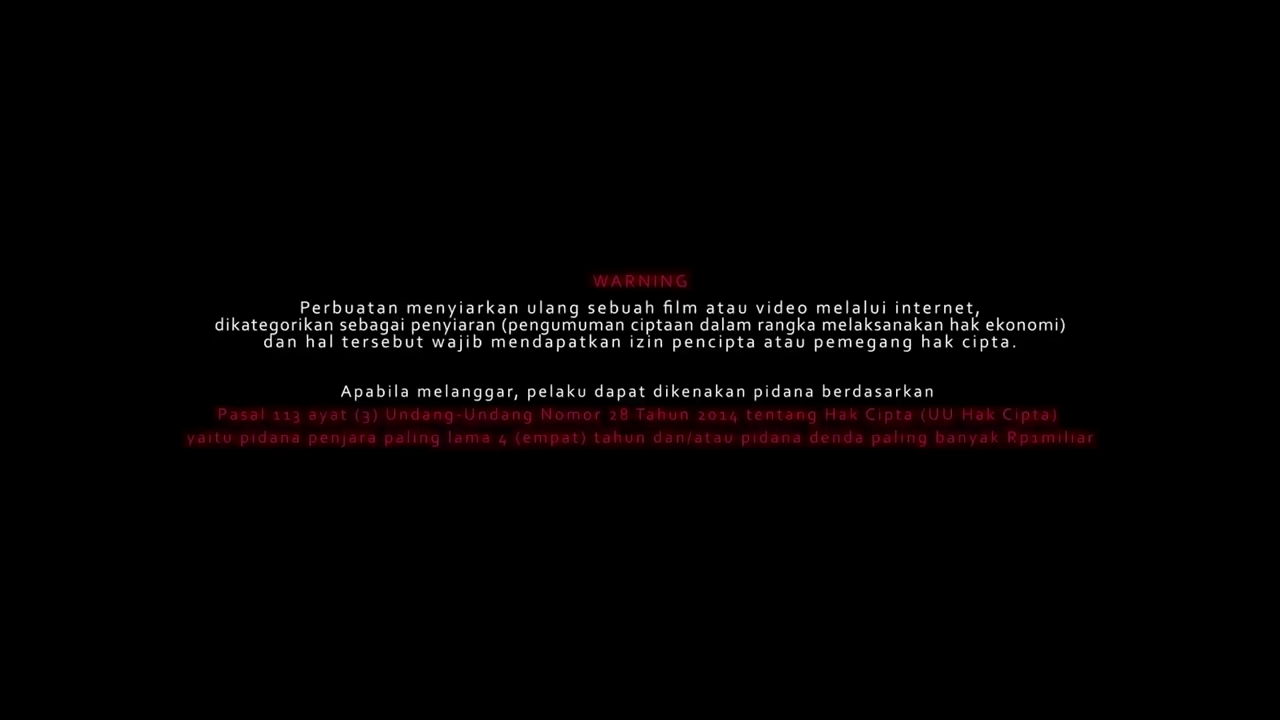 WARNING
Perbuatan menyiarkan ulang sebuah film atau video melalui internet,
dikategorikan sebagai penyiaran (pengumuman ciptaan dalam rangka melaksanakan hak ekonomi)
dan hal tersebut wajib mendapatkan izin pencipta atau pemegang hak cipta.
Apabila melanggar, pelaku dapat dikenakan pidana berdasarkan
Pasal 113 ayat (3) Undang-Undang Nomor 28 Tahun 2014 tentang Hak Cipta (UU Hak Cipta)
yaitu pidana penjara paling lama 4 (empat) tahun dan/atau pidana denda paling banyak Rp1miliar